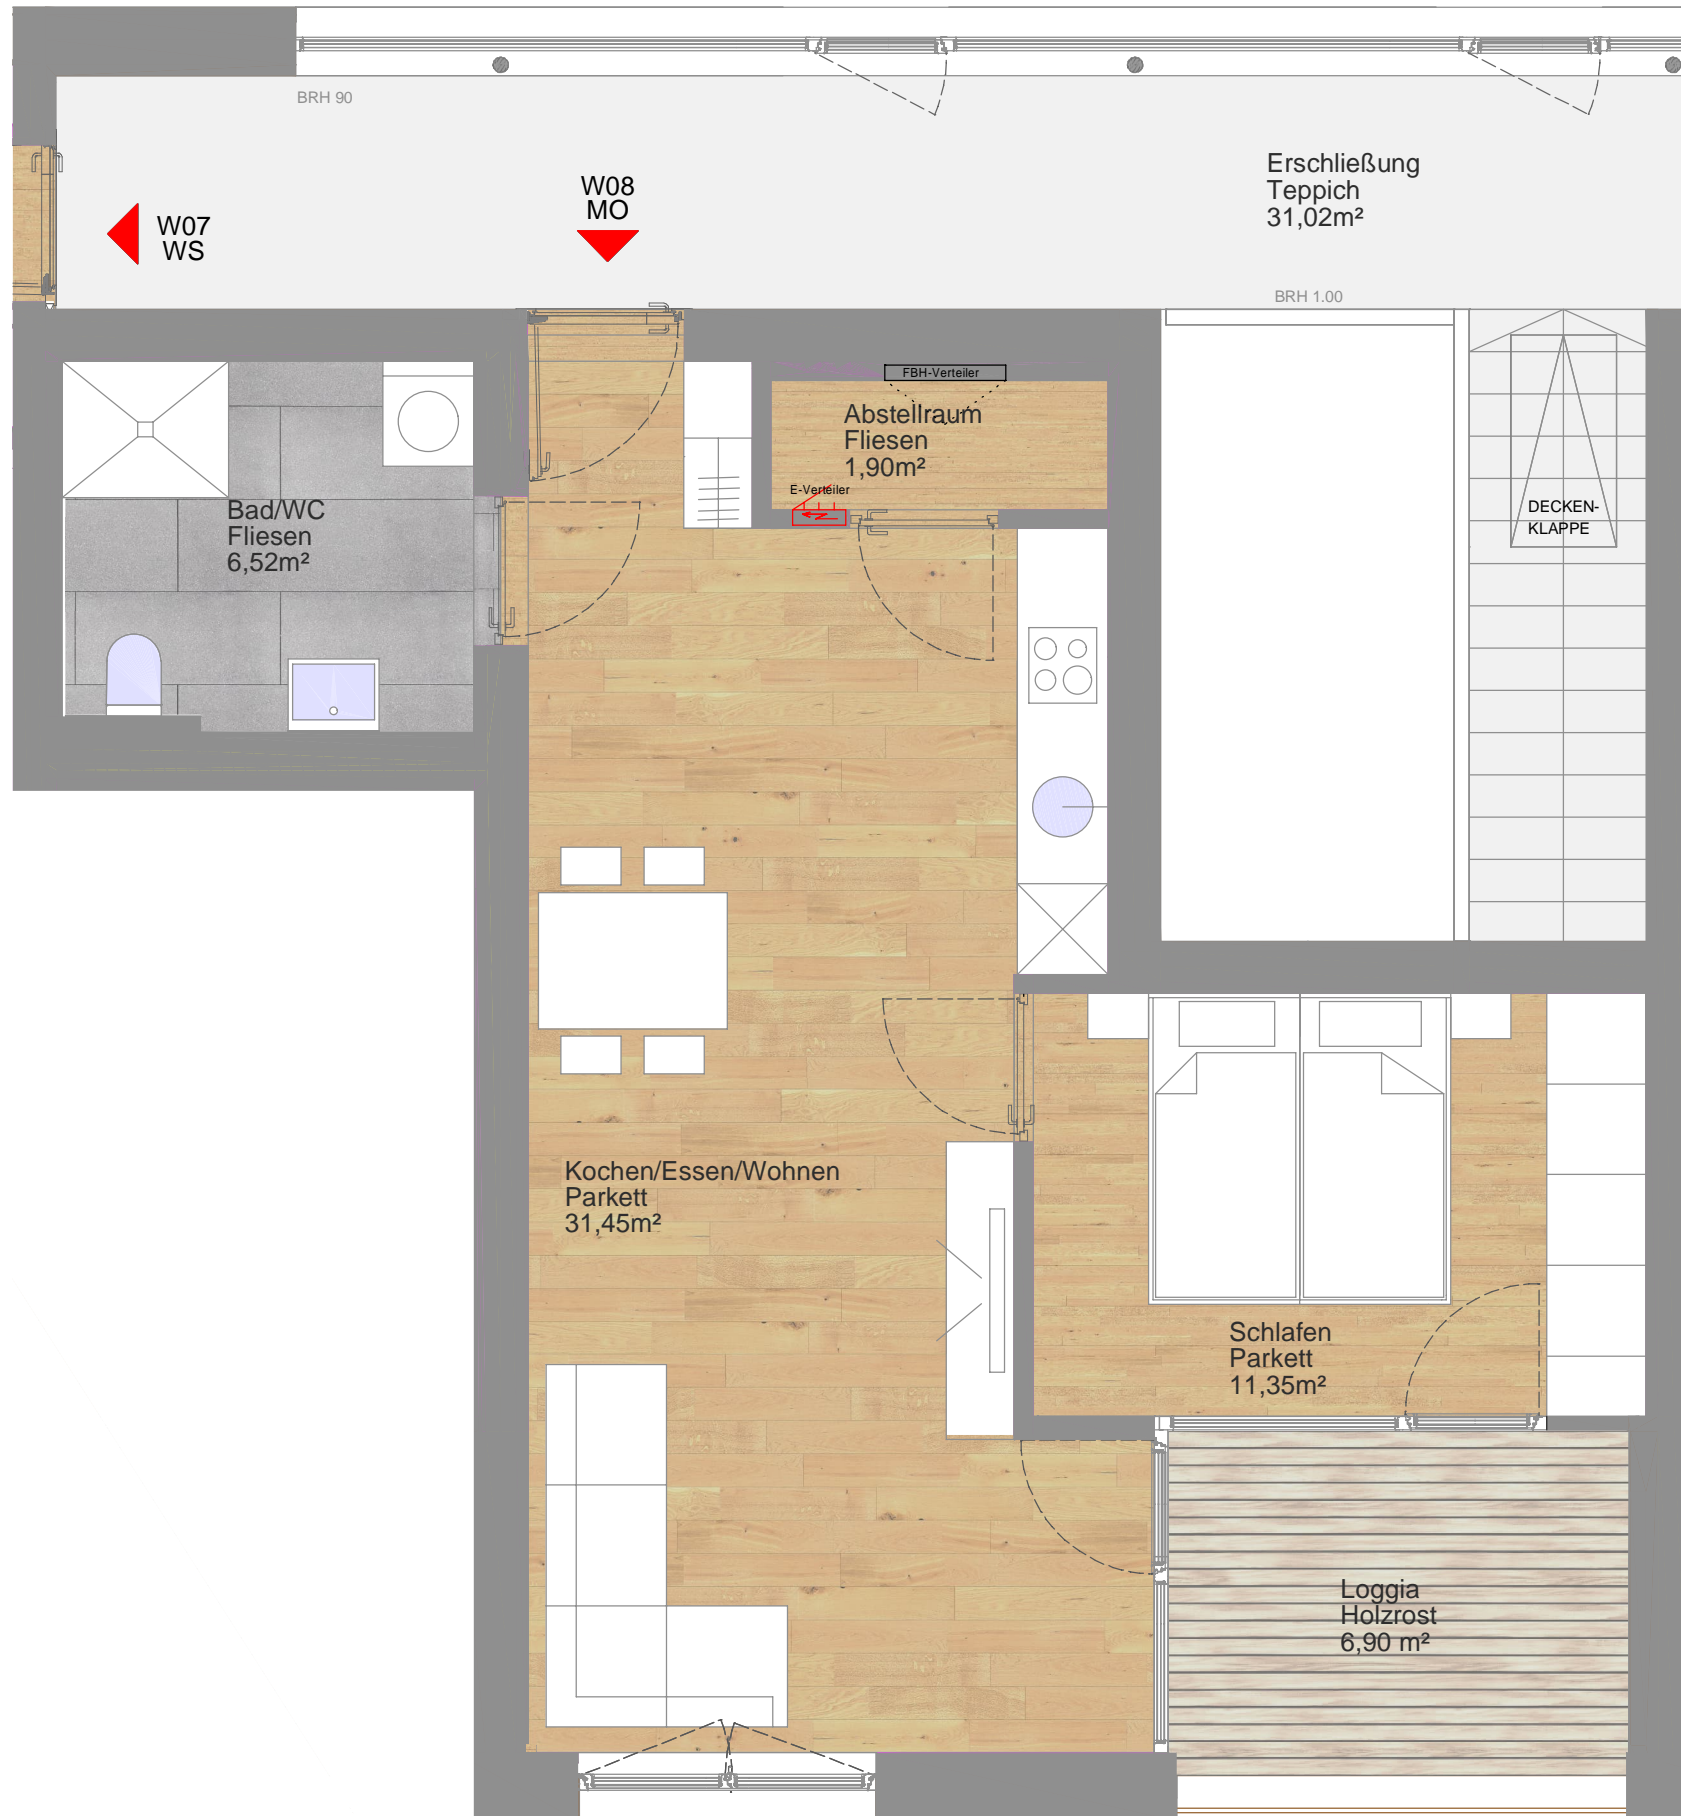 BRH 90
W08
MO
W07
WS
Erschließung
Teppich
31,02m²
BRH 1.00
FBH-Verteiler
Abstellraum
Fliesen
1,90m²
E-Verteiler
Bad/WC
Fliesen
6,52m²
DECKEN-
KLAPPE
Kochen/Essen/Wohnen
Parkett
31,45m²
Schlafen
Parkett
11,35m²
Loggia
Holzrost
6,90 m²